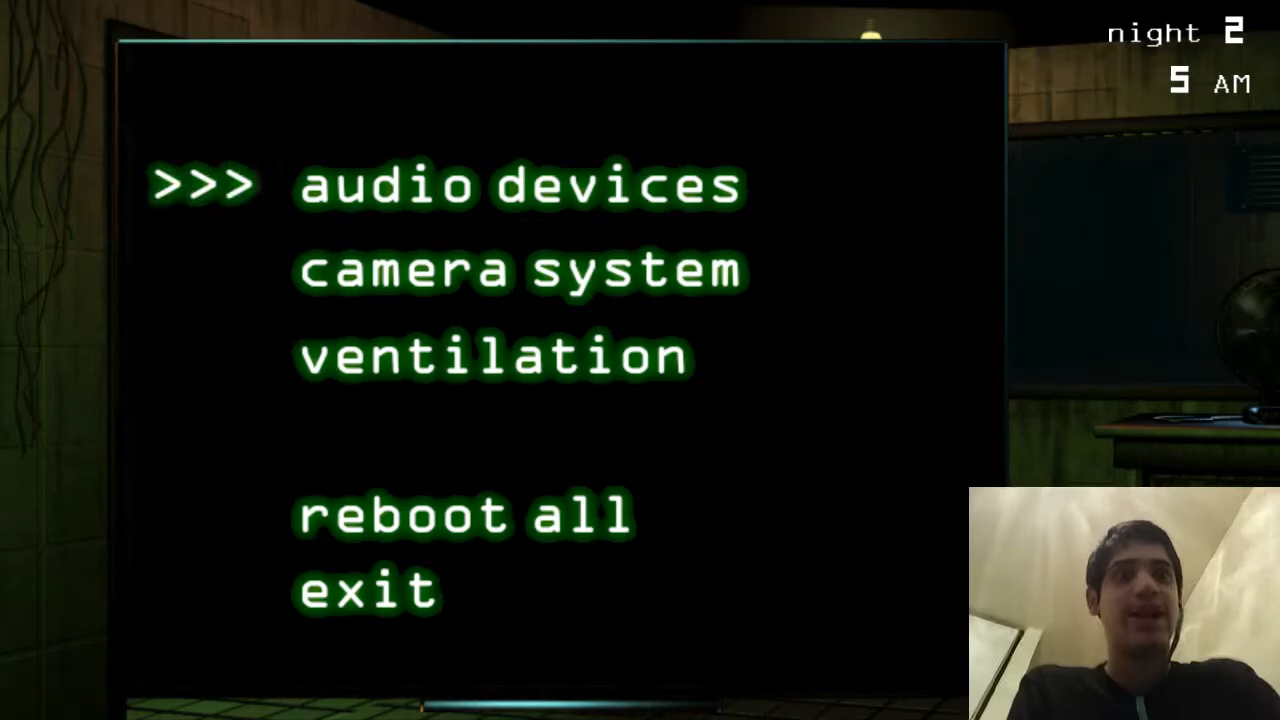 night 2
5 AM
>>> audio devices
camera system
ventilation
reboot all
exit